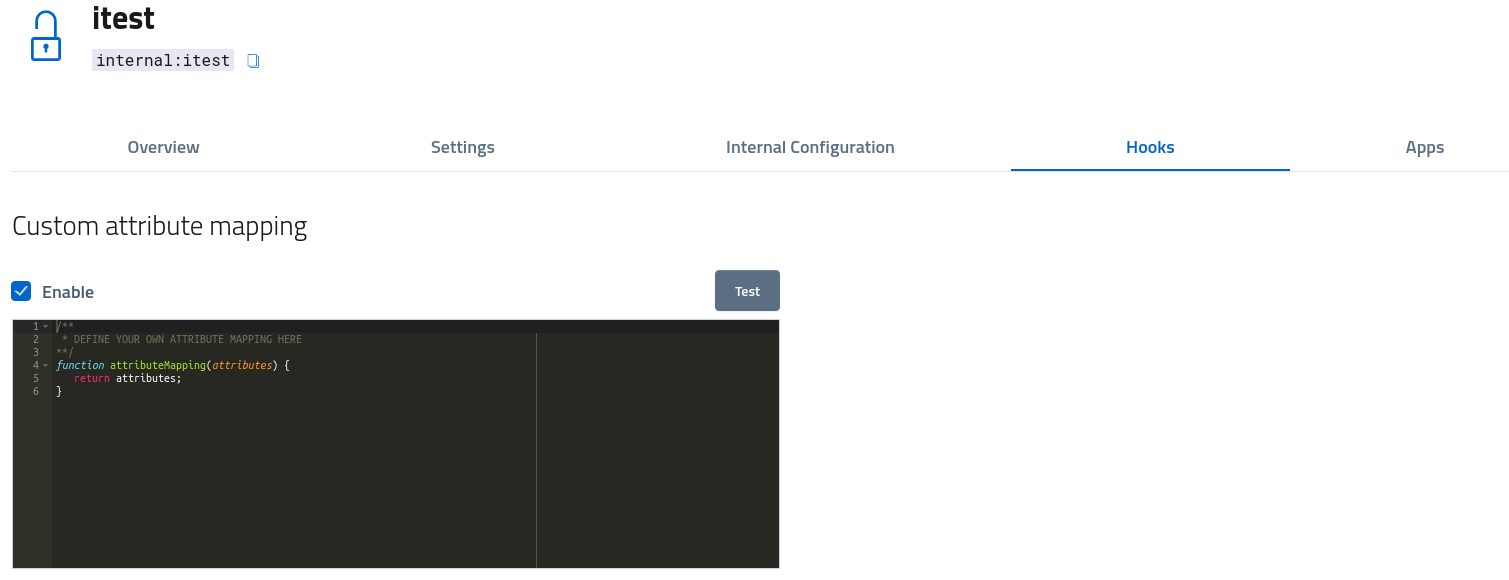 itest
internal:itest
Overview Settings Internal Configuration Hooks Apps
Custom attribute mapping
Enable
Test
1 /**
2 * DEFINE YOUR OWN ATTRIBUTE MAPPING HERE
3 **/
4 function attributeMapping(attributes) {
5 return attributes;
6 }